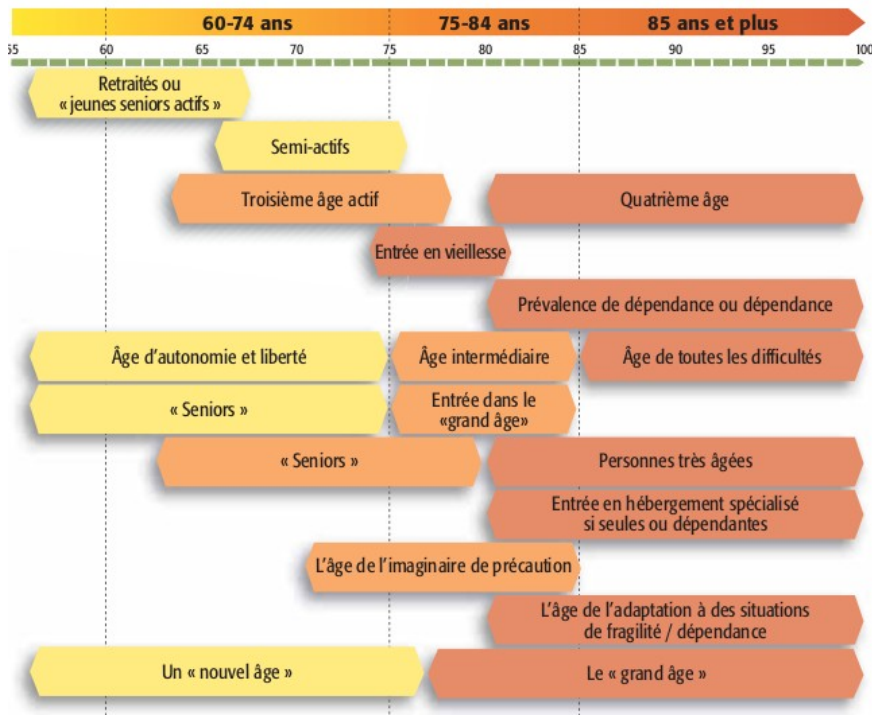 60-74 ans 75-84 ans 85 ans et plus
55 60 65 70 75 80 85 90 95 100
Retraités ou
« jeunes seniors actifs »
Semi-actifs
Troisième âge actif Quatrième âge
Entrée en vieillesse
Prévalence de dépendance ou dépendance
Âge d'autonomie et liberté Âge intermédiaire Âge de toutes les difficultés
« Seniors » Entrée dans le
«grand âge»
« Seniors » Personnes très âgées
Entrée en hébergement spécialisé
si seules ou dépendantes
L'âge de l'imaginaire de précaution
L'âge de l'adaptation à des situations
de fragilité / dépendance
Un « nouvel âge » Le « grand âge »